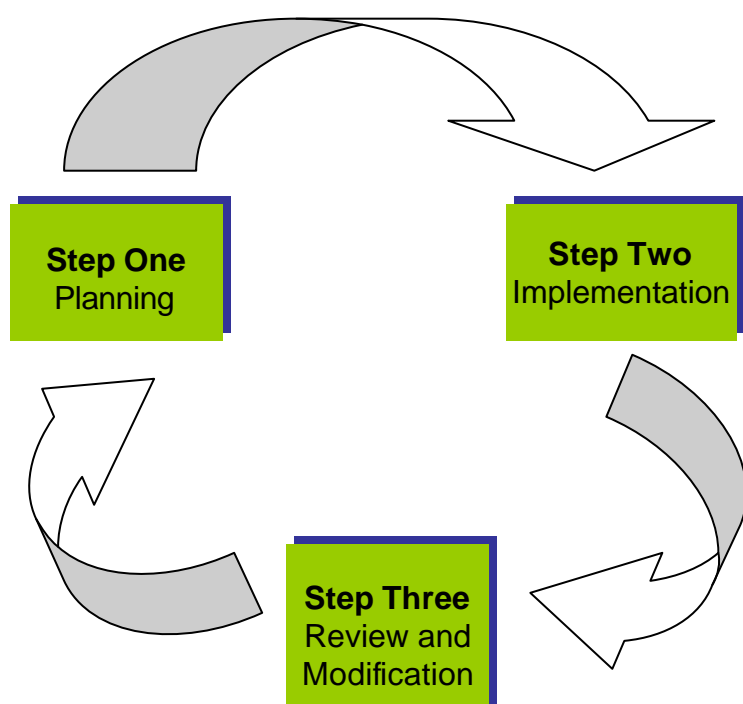 Step One
Planning
Step Two
Implementation
Step Three
Review and
Modification